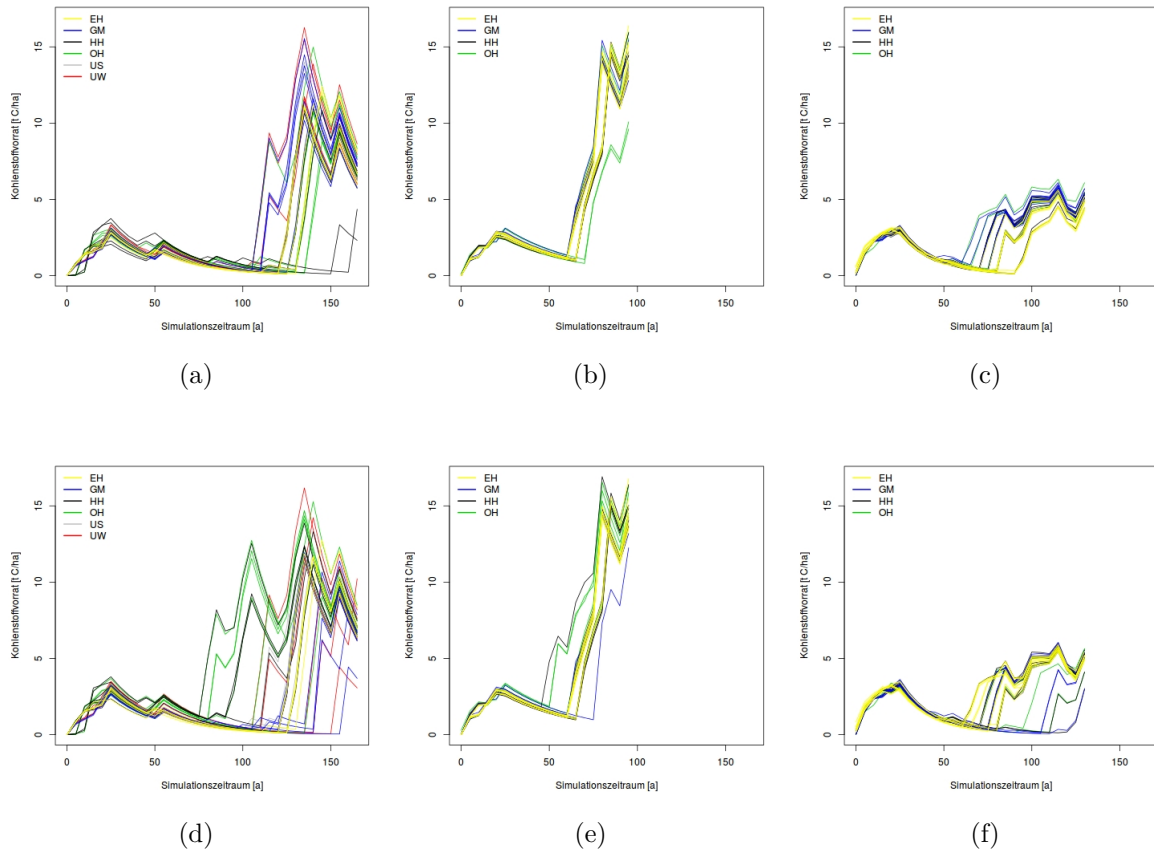 EH
GM
HH
OH
US
UW
Kohlenstoffvorrat [t C/ha]
0
5
10
15
0
50
100
150
Simulationszeitraum [a]
(a)
EH
GM
HH
OH
Kohlenstoffvorrat [t C/ha]
0
5
10
15
0
50
100
150
Simulationszeitraum [a]
(b)
EH
GM
HH
OH
Kohlenstoffvorrat [t C/ha]
0
5
10
15
0
50
100
150
Simulationszeitraum [a]
(c)
EH
GM
HH
OH
US
UW
Kohlenstoffvorrat [t C/ha]
0
5
10
15
0
50
100
150
Simulationszeitraum [a]
(d)
EH
GM
HH
OH
Kohlenstoffvorrat [t C/ha]
0
5
10
15
0
50
100
150
Simulationszeitraum [a]
(e)
EH
GM
HH
OH
Kohlenstoffvorrat [t C/ha]
0
5
10
15
0
50
100
150
Simulationszeitraum [a]
(f)